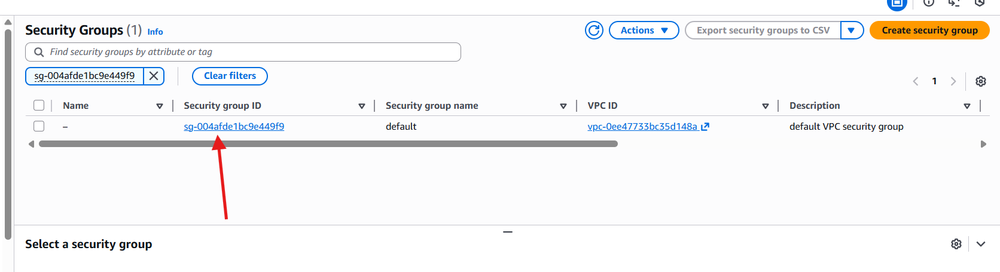 Security Groups (1) Info
Actions
Export security groups to CSV
Create security group
Find security groups by attribute or tag
sg-004afde1bc9e449f9
Clear filters
1
Name Security group ID Security group name VPC ID Description
– sg-004afde1bc9e449f9 default vpc-0ee47733bc35d148a default VPC security group
Select a security group